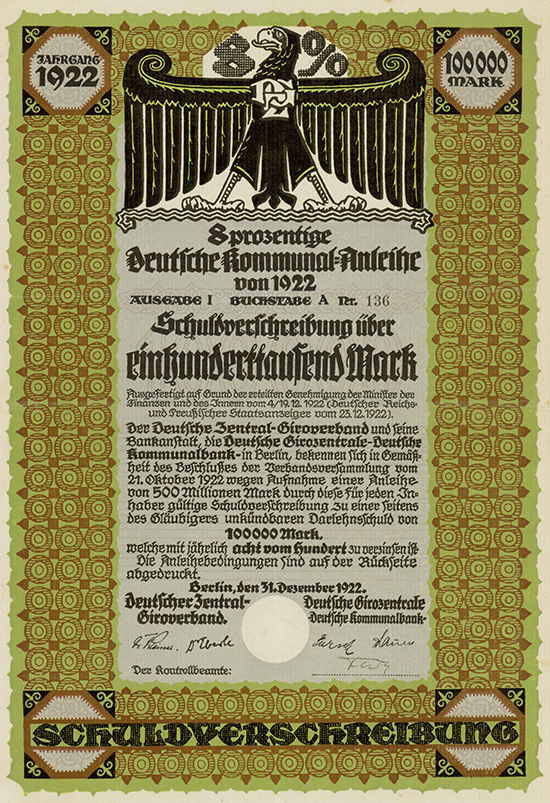 JAHRGANG
1922
8 %
100000
MARK
8 prozentige
Deutsche Kommunal=Anleihe
von 1922
AUSGABE I BUCHSTABE A Nr. 136
Schuldverschreibung über
einhunderttausend Mark
Ausgefertigt auf Grund der erteilten Genehmigung der Minister der
Finanzen und des Innern vom 4/19.12.1922 (Deutscher Reichs-
und Preußischer Staatsanzeiger vom 23.12.1922).
Der Deutsche Zentral-Giroverband und seine
Bankanstalt, die Deutsche Girozentrale-Deutsche
Kommunalbank- in Berlin, bekennen sich in Gemäß-
heit des Beschlußes der Verbandsversammlung vom
21. Oktober 1922 wegen Aufnahme einer Anleihe
von 500 Millionen Mark durch diese für jeden In-
haber gültige Schuldverschreibung zu einer seitens
des Gläubigers unkündbaren Darlehnsschuld von
100000 Mark,
welche mit jährlich acht vom Hundert zu verzinsen ist.
Die Anleihebedingungen sind auf der Rückseite
abgedruckt.
Berlin, den 31. Dezember 1922.
Deutscher Zentral- Deutsche Girozentrale
Giroverband. -Deutsche Kommunalbank-
Der Kontrollbeamte:
SCHULDVERSCHREIBUNG